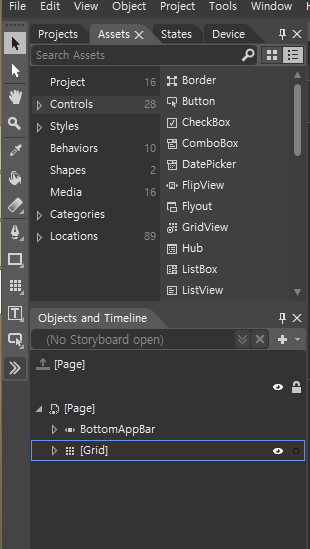 File Edit View Object Project Tools Window
Projects Assets States Device
Search Assets
Project 16
Controls 28
Styles
Behaviors 10
Shapes 2
Media 16
Categories
Locations 89
Border
Button
CheckBox
ComboBox
DatePicker
FlipView
Flyout
GridView
Hub
ListBox
ListView
Objects and Timeline
(No Storyboard open)
[Page]
[Page]
BottomAppBar
[Grid]